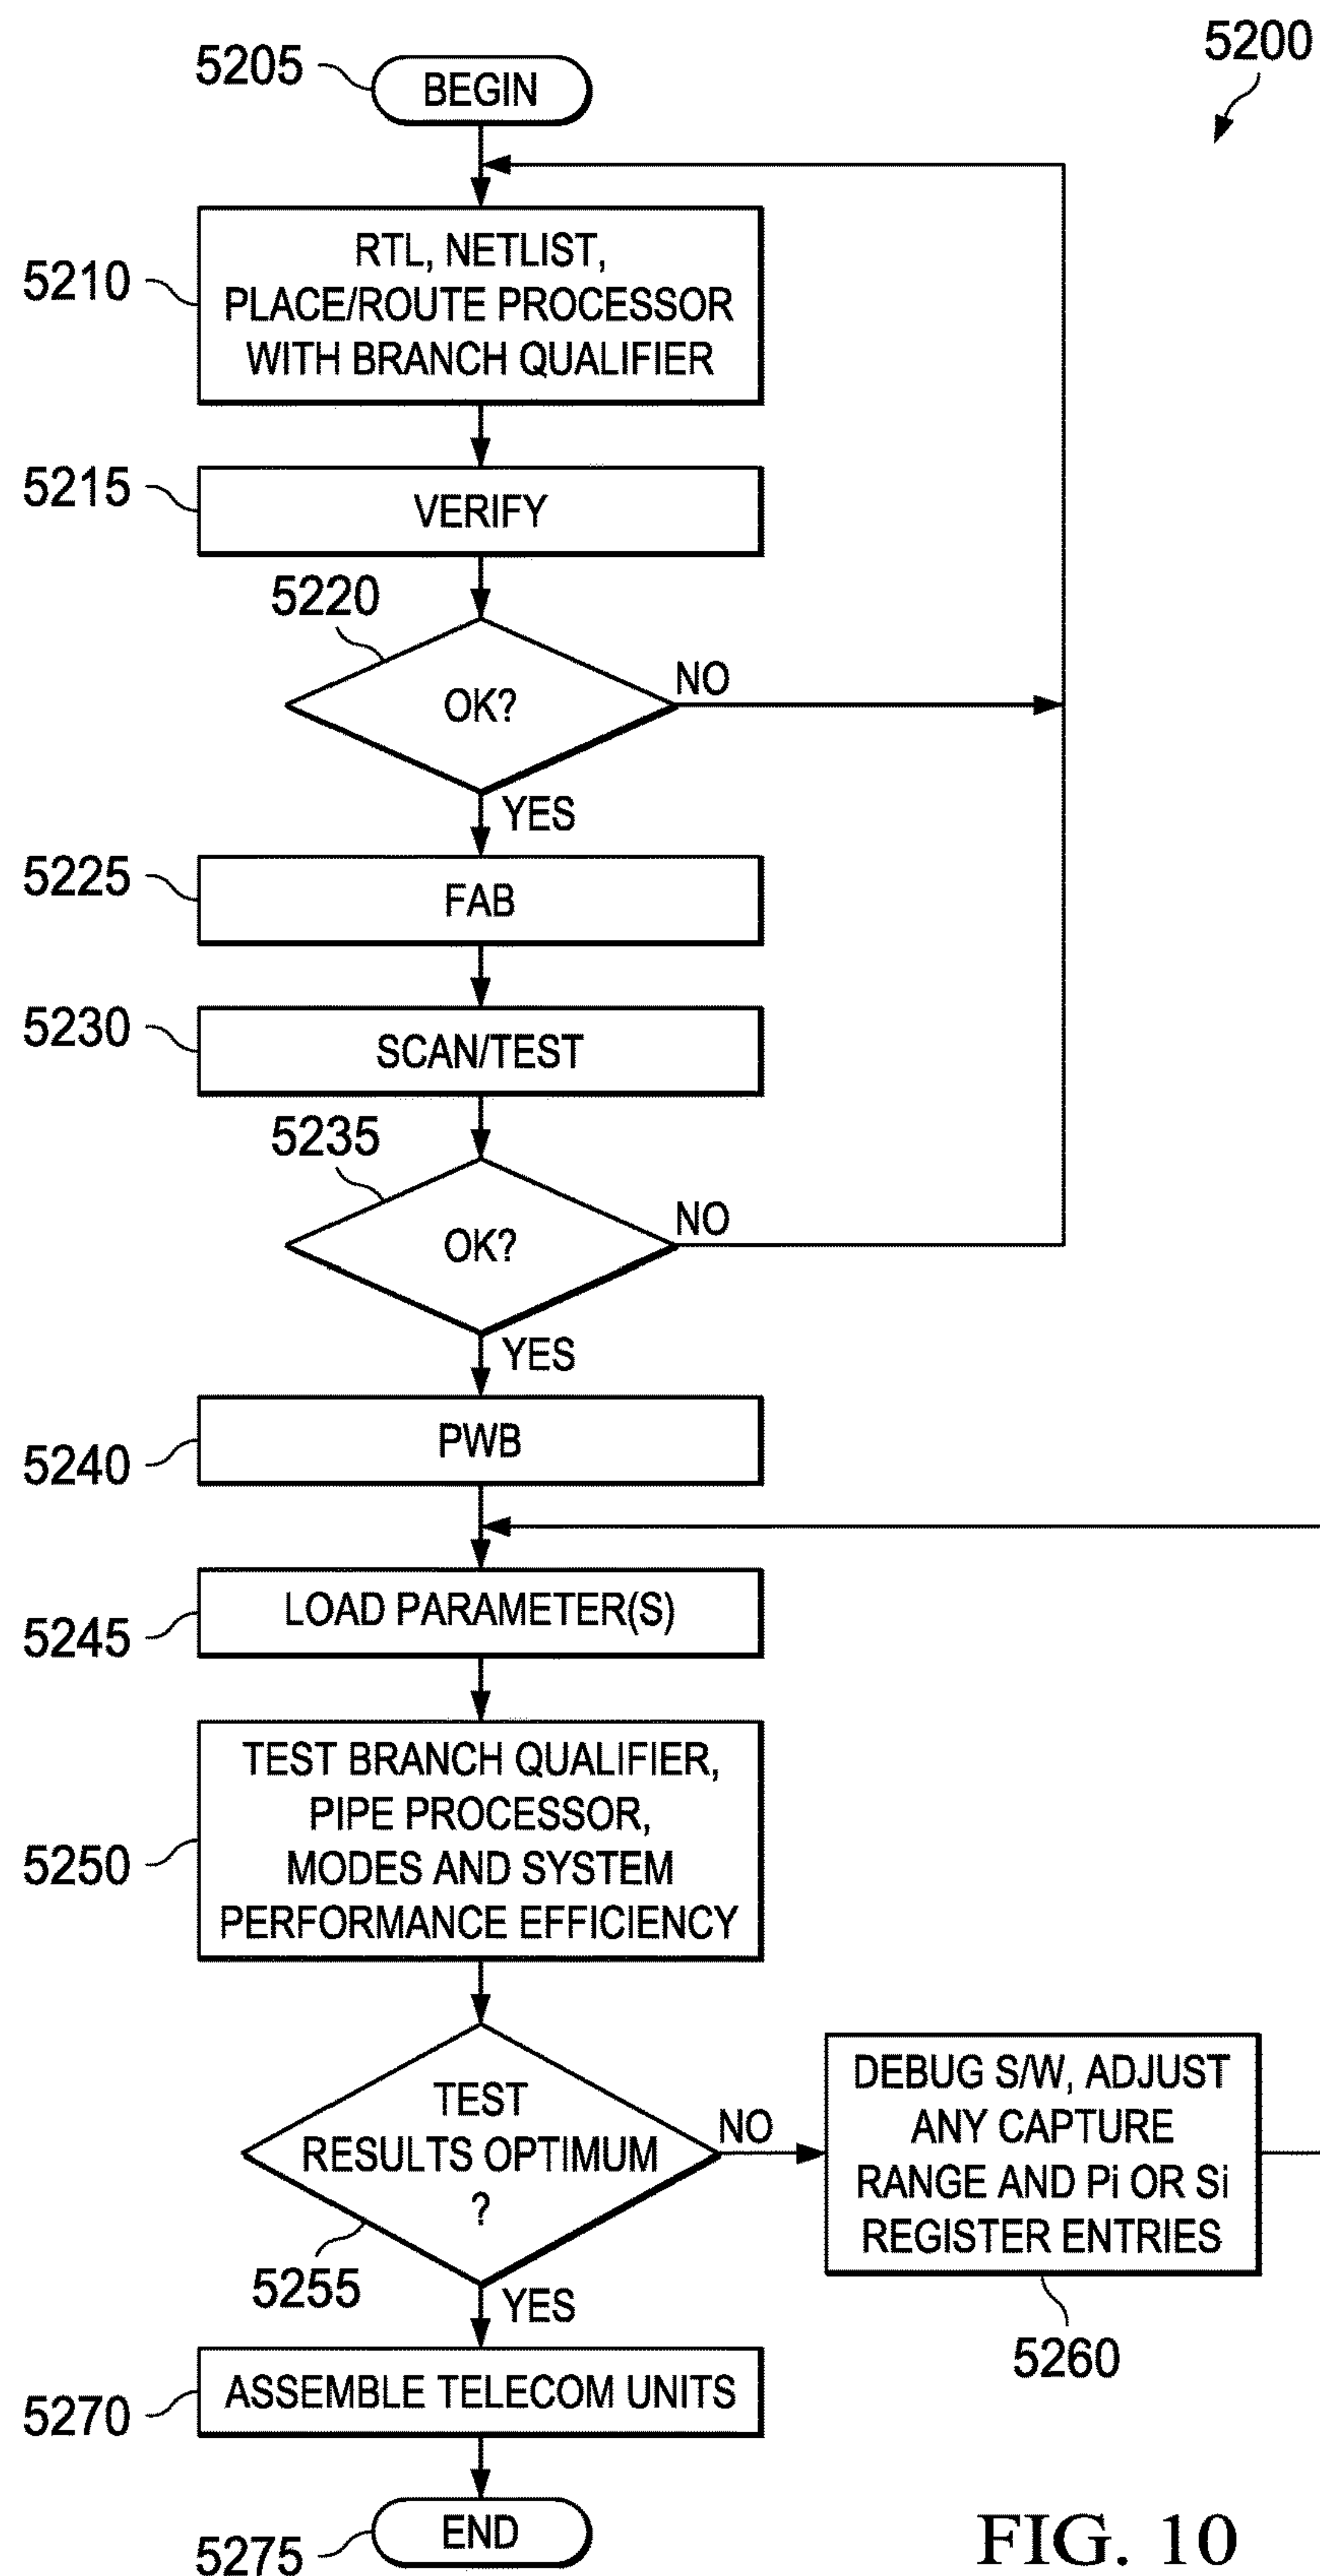 5200
5205
BEGIN
5210
RTL, NETLIST,
PLACE/ROUTE PROCESSOR
WITH BRANCH QUALIFIER
5215
VERIFY
5220
OK?
NO
YES
5225
FAB
5230
SCAN/TEST
5235
OK?
NO
YES
5240
PWB
5245
LOAD PARAMETER(S)
5250
TEST BRANCH QUALIFIER,
PIPE PROCESSOR,
MODES AND SYSTEM
PERFORMANCE EFFICIENCY
TEST
RESULTS OPTIMUM
?
5255
NO
DEBUG S/W, ADJUST
ANY CAPTURE
RANGE AND Pi OR Si
REGISTER ENTRIES
5260
YES
5270
ASSEMBLE TELECOM UNITS
5275
END
FIG. 10